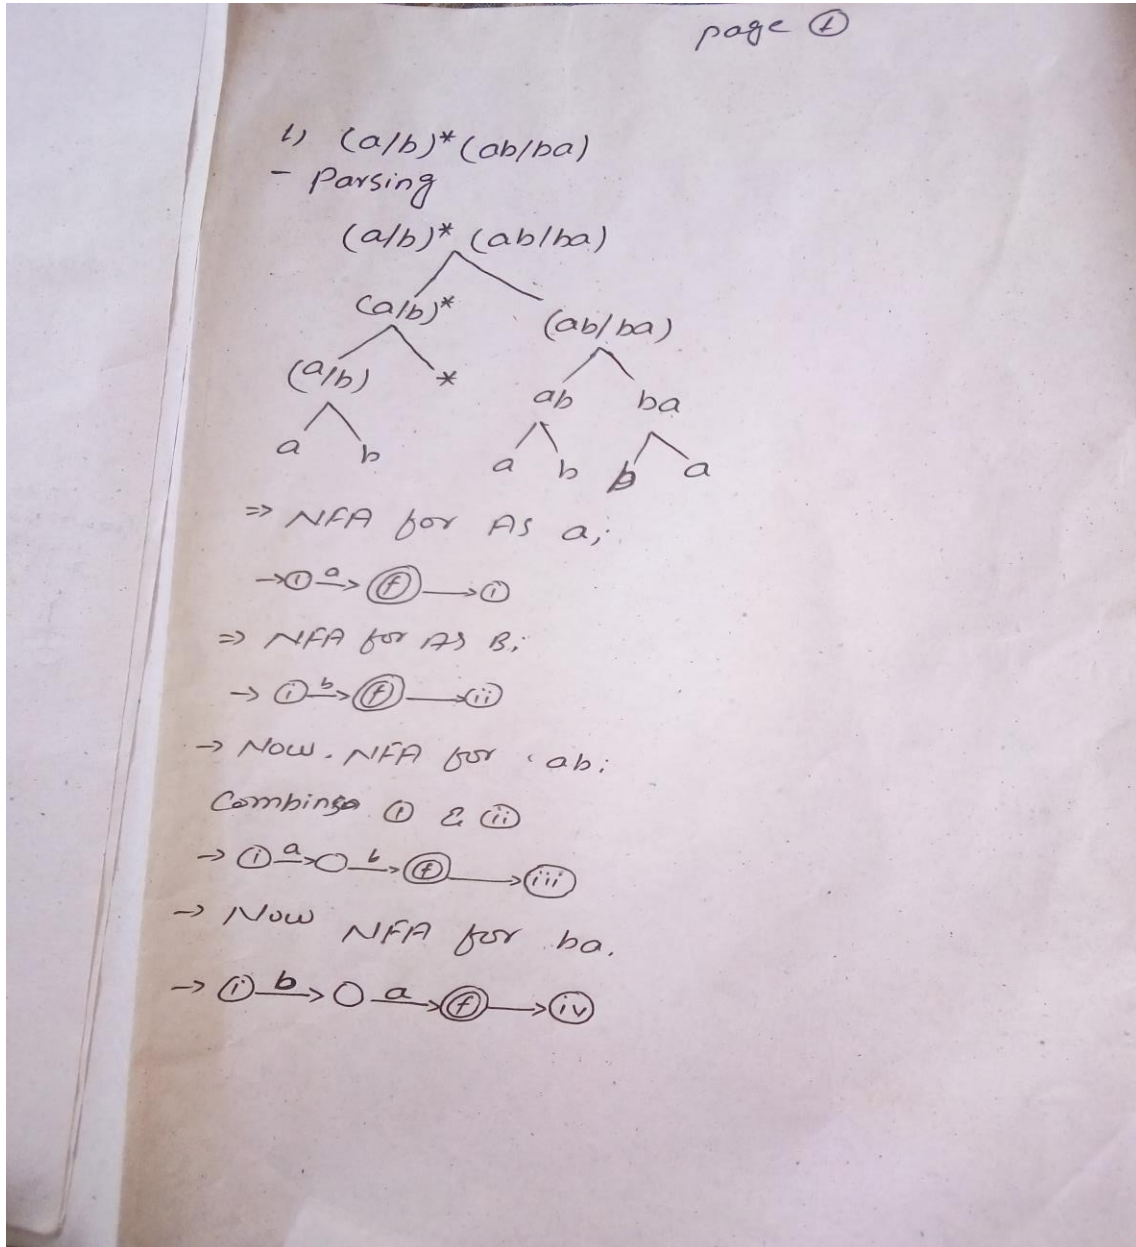 page ①
1) (a/b)* (ab/ba)
- Parsing
(a/b)* (ab/ba)
(a/b)* (ab/ba)
(a/b) * ab ba
a b a b b a
⇒ NFA for As a;
→ⓘ a→ ⓕ → ⓘ
⇒ NFA for As B;
→ ⓘ b→ ⓕ → (ii)
→ Now. NFA for ab;
① & (ii)
→ ⓘ a→ ○ b→ ⓕ → (iii)
→ Now NFA for ba.
→ ⓘ b→ ○ a→ ⓕ → (iv)